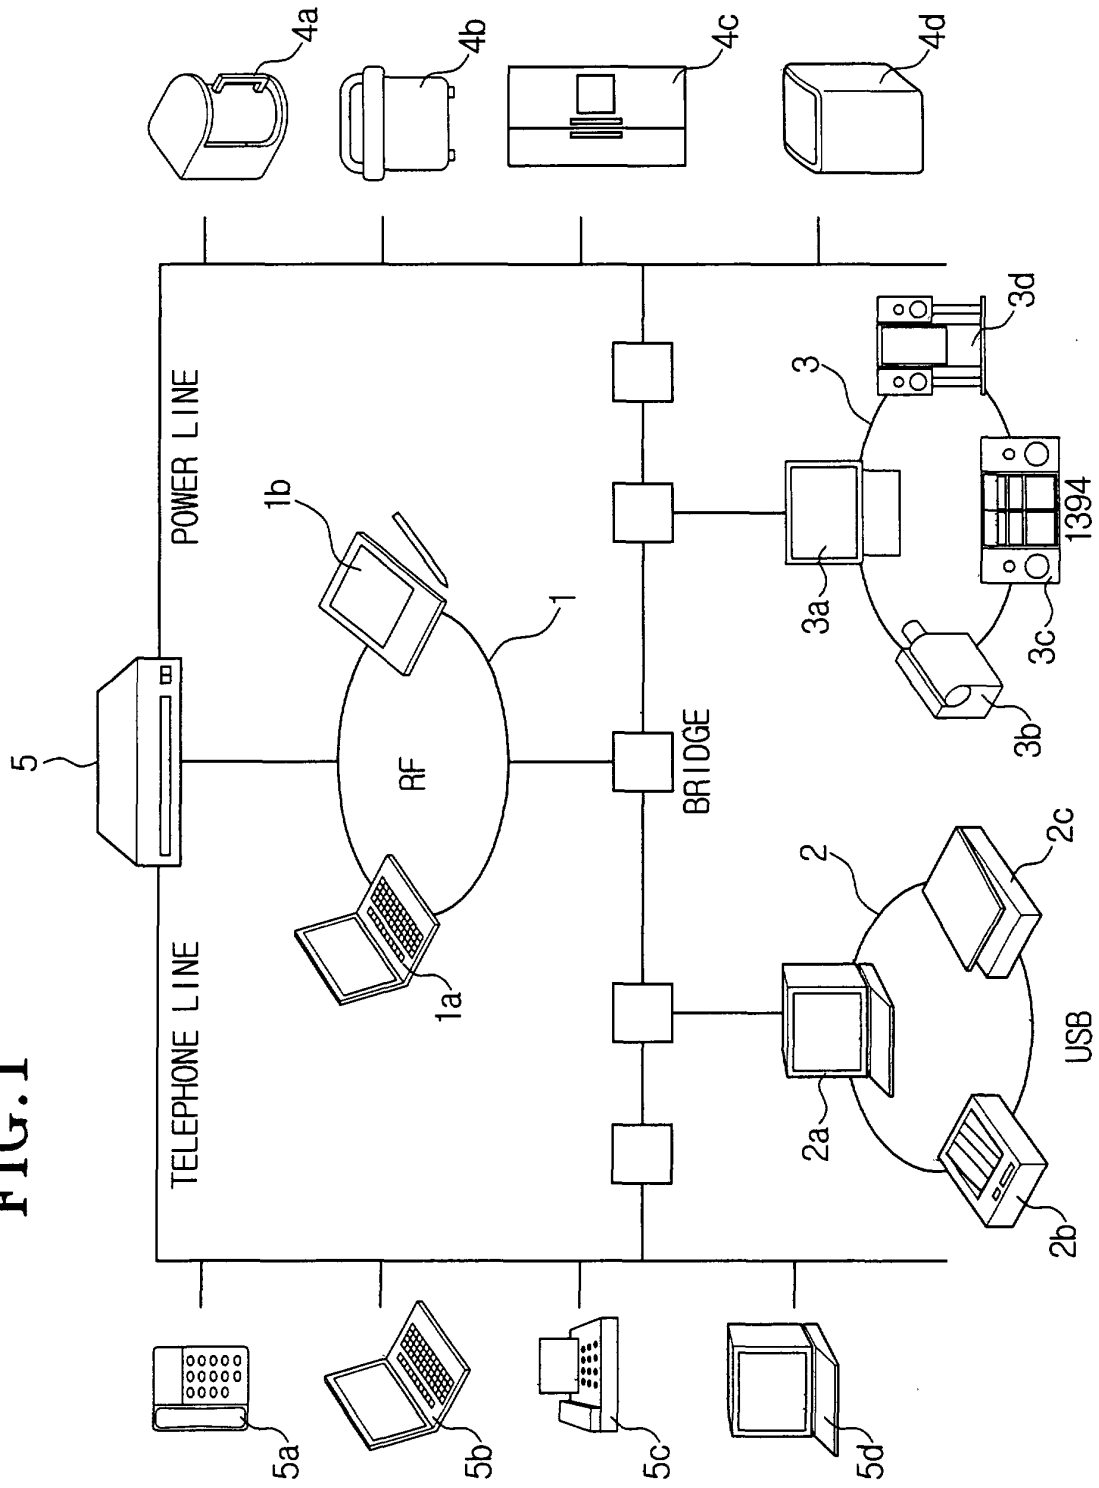 FIG.1
5
TELEPHONE LINE
POWER LINE
5a
5b
5c
5d
1a
RF
1b
1
4a
4b
4c
4d
BRIDGE
2
2a
2b
2c
USB
3
3a
3b
3c
3d
1394